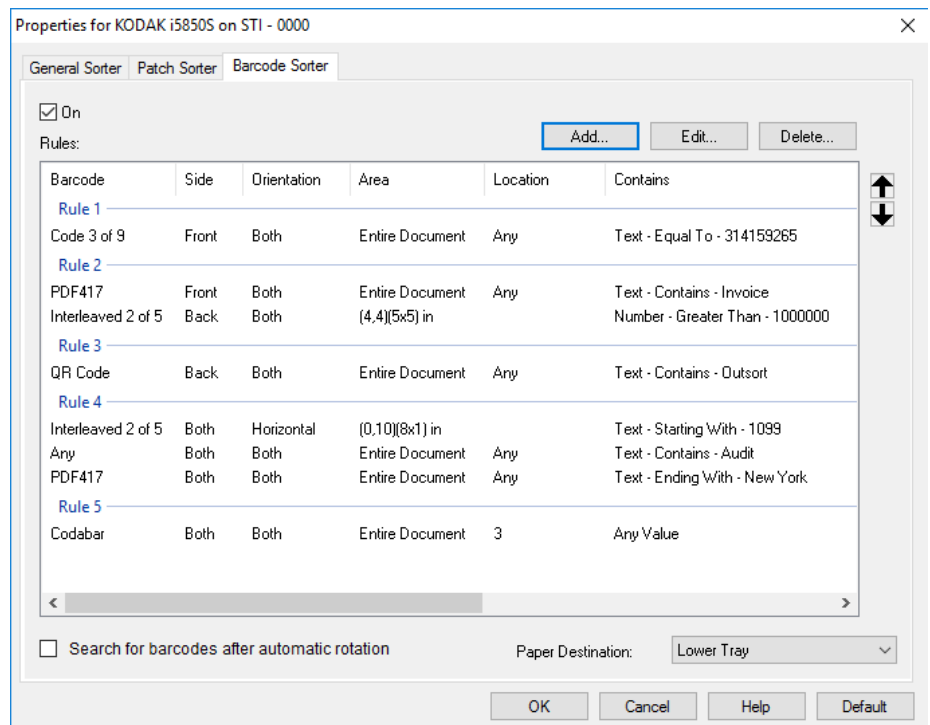 Properties for KODAK i5850S on STI - 0000
General Sorter Patch Sorter Barcode Sorter
On
Rules: Add... Edit... Delete...
Barcode Side Orientation Area Location Contains
Rule 1
Code 3 of 9 Front Both Entire Document Any Text - Equal To - 314159265
Rule 2
PDF417 Front Both Entire Document Any Text - Contains - Invoice
Interleaved 2 of 5 Back Both (4,4)(5x5) in Number - Greater Than - 1000000
Rule 3
QR Code Back Both Entire Document Any Text - Contains - Outsort
Rule 4
Interleaved 2 of 5 Both Horizontal (0,10)(8x1) in Text - Starting With - 1099
Any Both Both Entire Document Any Text - Contains - Audit
PDF417 Both Both Entire Document Any Text - Ending With - New York
Rule 5
Codabar Both Both Entire Document 3 Any Value
Search for barcodes after automatic rotation Paper Destination: Lower Tray
OK Cancel Help Default